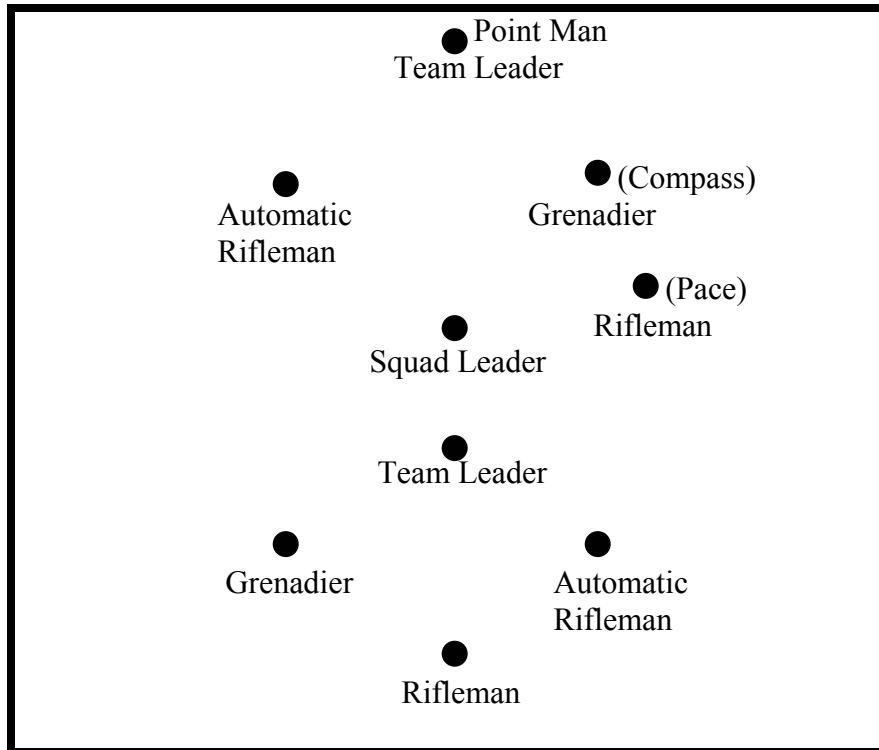 Point Man
Team Leader
(Compass)
Automatic
Rifleman
Grenadier
(Pace)
Rifleman
Squad Leader
Team Leader
Grenadier
Automatic
Rifleman
Rifleman